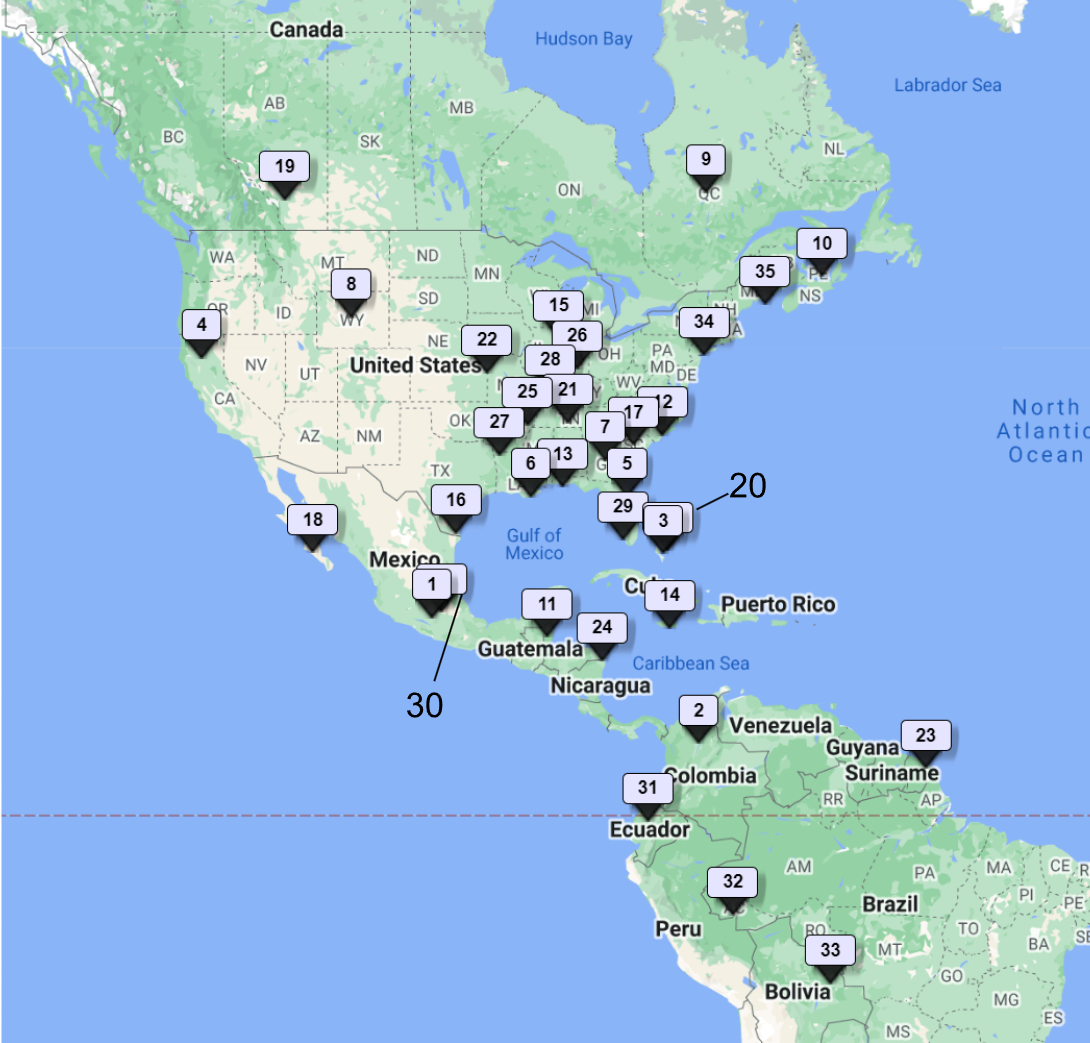 Canada
Hudson Bay
Labrador Sea
AB
MB
BC
SK
NL
19
9
ON
QC
10
WA
ND
MT
35
PE
8
MN
NS
SD
ID
OR
15
MI
NH
4
WY
34
22
26
NE
OH
PA
28
United States
NV
MD
UT
DE
WV
25
21
CA
12
17
North
Atlantic
Ocean
27
OK
7
AZ
NM
13
6
5
TX
20
16
29
3
18
Gulf of
Mexico
Mexico
1
14
11
Puerto Rico
24
Guatemala
Caribbean Sea
Nicaragua
30
2
Venezuela
23
Guyana
Colombia
Suriname
31
RR
AP
Ecuador
AM
MA
CE
PA
32
PI
PE
Brazil
Peru
RO
TO
33
MT
BA
Bolivia
GO
MG
ES
MS